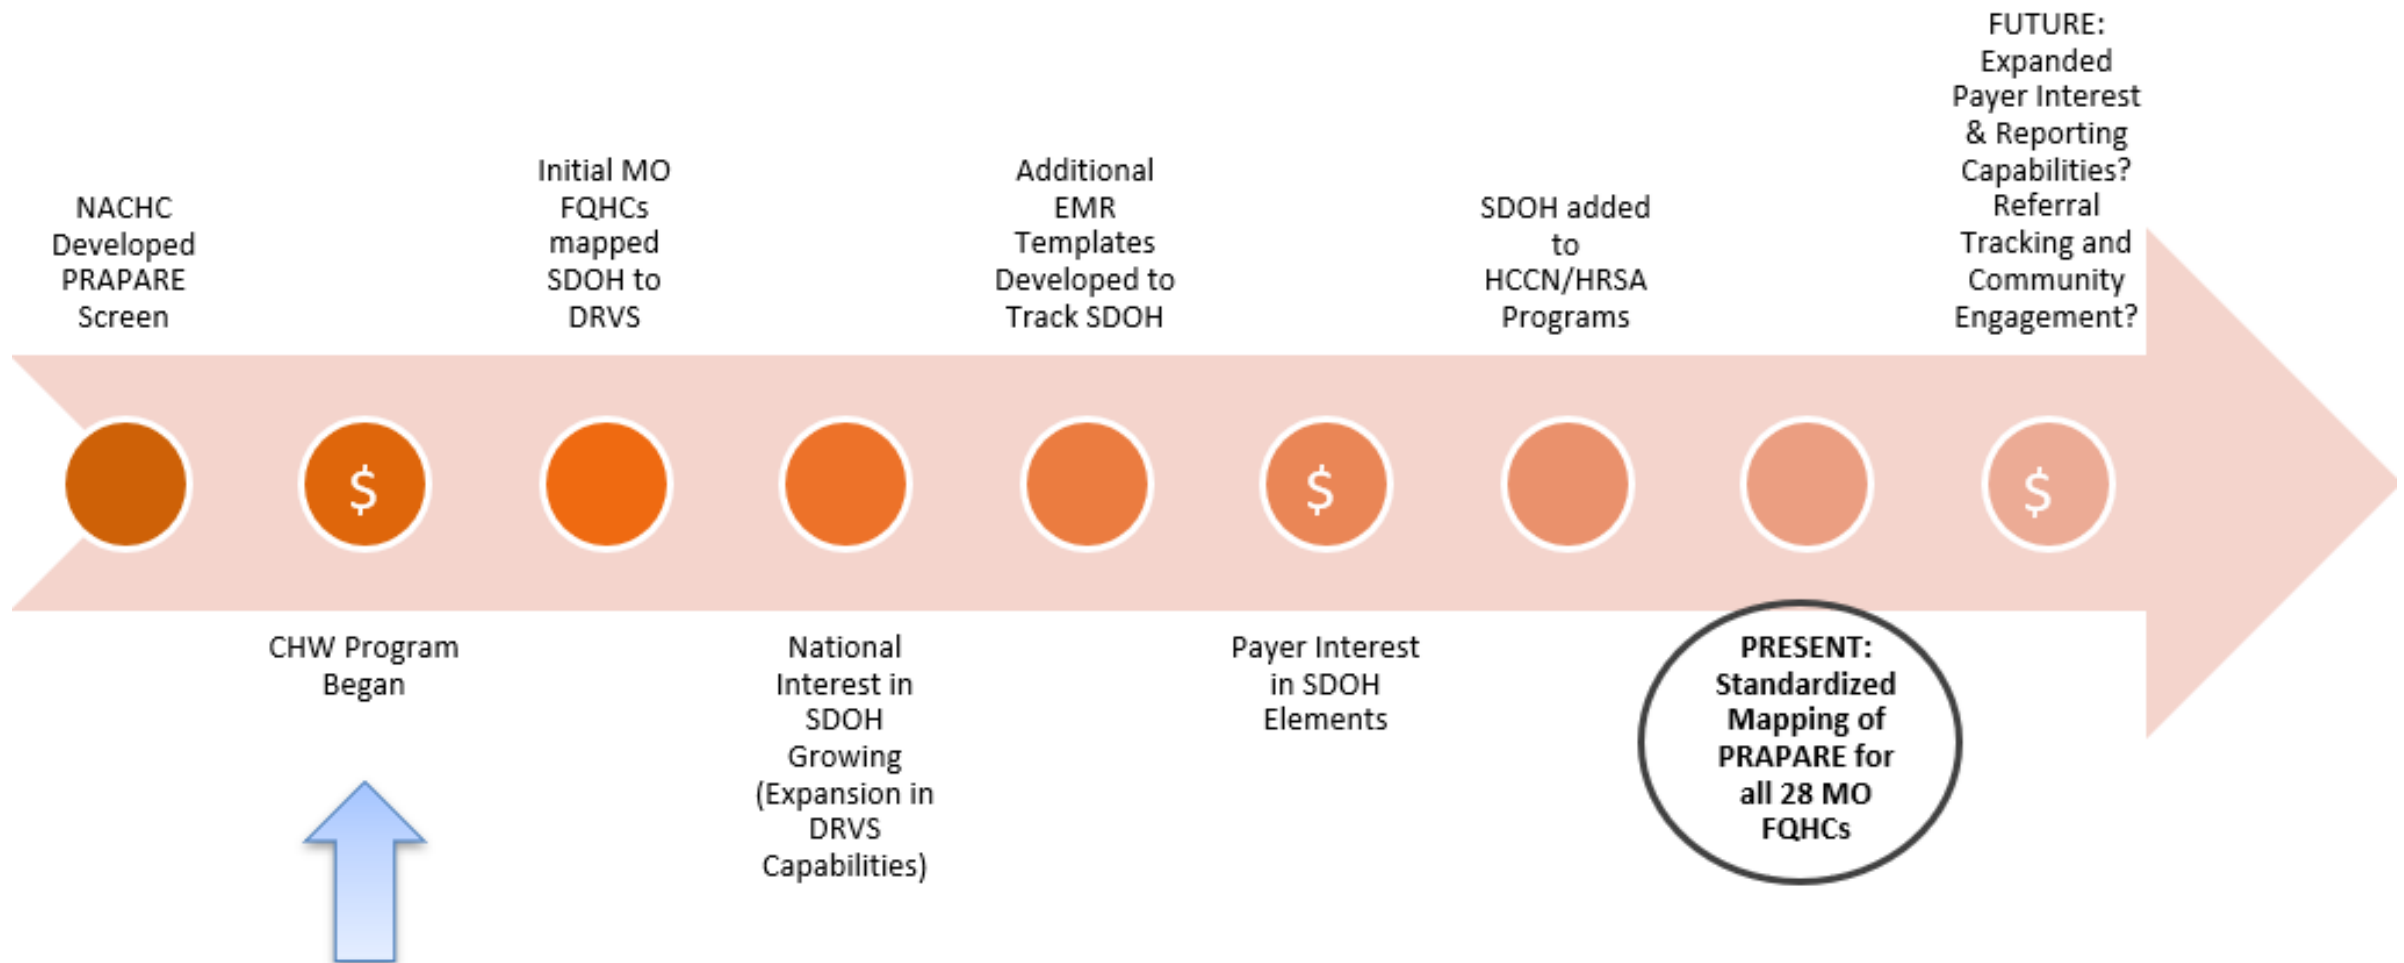 NACHC
Developed
PRAPARE
Screen
$
CHW Program
Began
Initial MO
FQHCs
mapped
SDOH to
DRVS
National
Interest in
SDOH
Growing
(Expansion in
DRVS
Capabilities)
Additional
EMR
Templates
Developed to
Track SDOH
$
Payer Interest
in SDOH
Elements
SDOH added
to
HCCN/HRSA
Programs
PRESENT:
Standardized
Mapping of
PRAPARE for
all 28 MO
FQHCs
FUTURE:
Expanded
Payer Interest
& Reporting
Capabilities?
Referral
Tracking and
Community
Engagement?
$